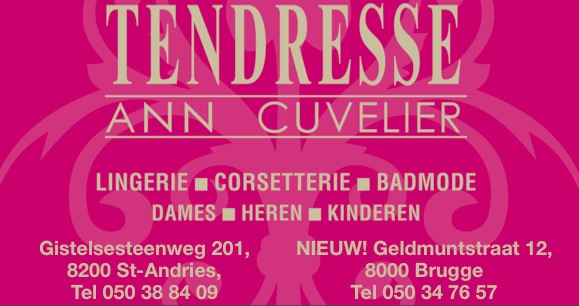 TENDRESSE
ANN CUVELIER
LINGERIE ■ CORSETTERIE ■ BADMODE
DAMES ■ HEREN ■ KINDEREN
Gistelsesteenweg 201,
8200 St-Andries,
Tel 050 38 84 09
NIEUW! Geldmuntstraat 12,
8000 Brugge
Tel 050 34 76 57